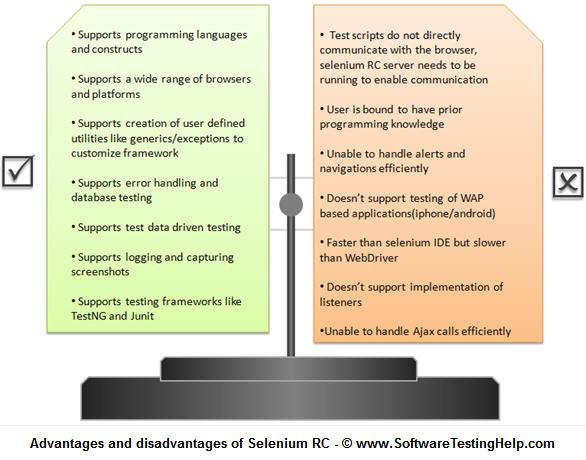 • Supports programming languages
and constructs
• Supports a wide range of browsers
and platforms
• Supports creation of user defined
utilities like generics/exceptions to
customize framework
• Supports error handling and
database testing
• Supports test data driven testing
• Supports logging and capturing
screenshots
• Supports testing frameworks like
TestNG and Junit
• Test scripts do not directly
communicate with the browser,
selenium RC server needs to be
running to enable communication
• User is bound to have prior
programming knowledge
• Unable to handle alerts and
navigations efficiently
• Doesn't support testing of WAP
based applications(iphone/android)
• Faster than selenium IDE but slower
than WebDriver
• Doesn't support implementation of
listeners
•Unable to handle Ajax calls efficiently
Advantages and disadvantages of Selenium RC - © www.SoftwareTestingHelp.com